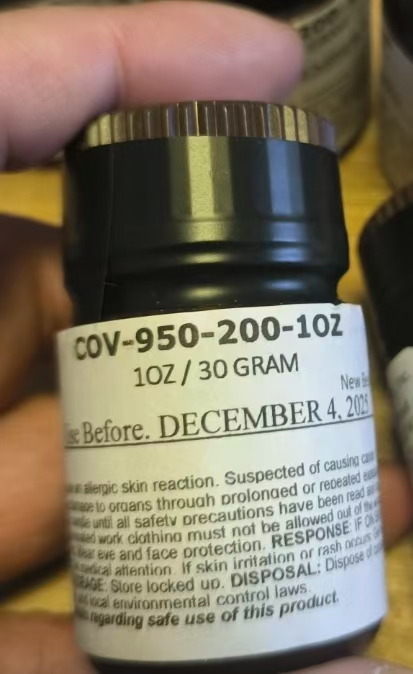 COV-950-200-1OZ
1OZ / 30 GRAM
New
Before. DECEMBER 4, 2025
allergic skin reaction. Suspected of causing
to organs through prolonged or repeated
until all safety precautions have been read
work clothing must not be allowed out of the
eye and face protection. RESPONSE: IF ON
medical attention. If skin irritation or rash occurs:
Store locked up. DISPOSAL: Dispose of
local environmental control laws.
regarding safe use of this product.